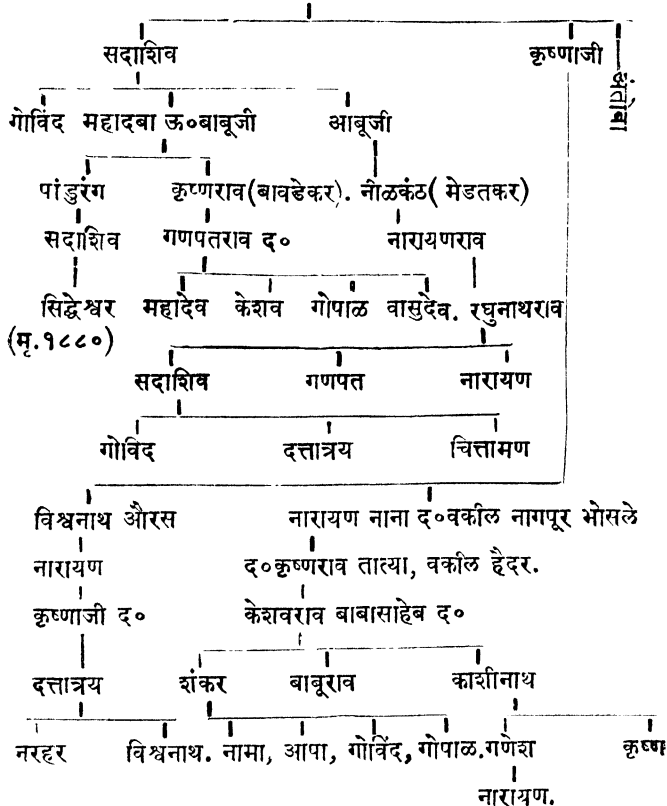 सदाशिव कृष्णाजी अंतोबा
गोविंद महादबा ऊ०बाबूजी आबूजी
पांडुरंग कृष्णराव(बावडेकर). नीळकंठ( मेडतकर)
सदाशिव गणपतराव द० नारायणराव
सिद्धेश्वर महादेव केशव गोपाळ वासुदेव. रघुनाथराव
(मृ.१८८०)
सदाशिव गणपत नारायण
गोविंद दत्तात्रय चित्तामण
विश्वनाथ औरस नारायण नाना द०वकील नागपूर भोसले
नारायण द०कृष्णराव तात्या, वकील हैदर.
कृष्णाजी द० केशवराव बाबासाहेब द०
दत्तात्रय शंकर बाबूराव काशीनाथ
नरहर विश्वनाथ. नामा, आपा, गोविंद, गोपाळ.गणेश कृष्ण
नारायण.